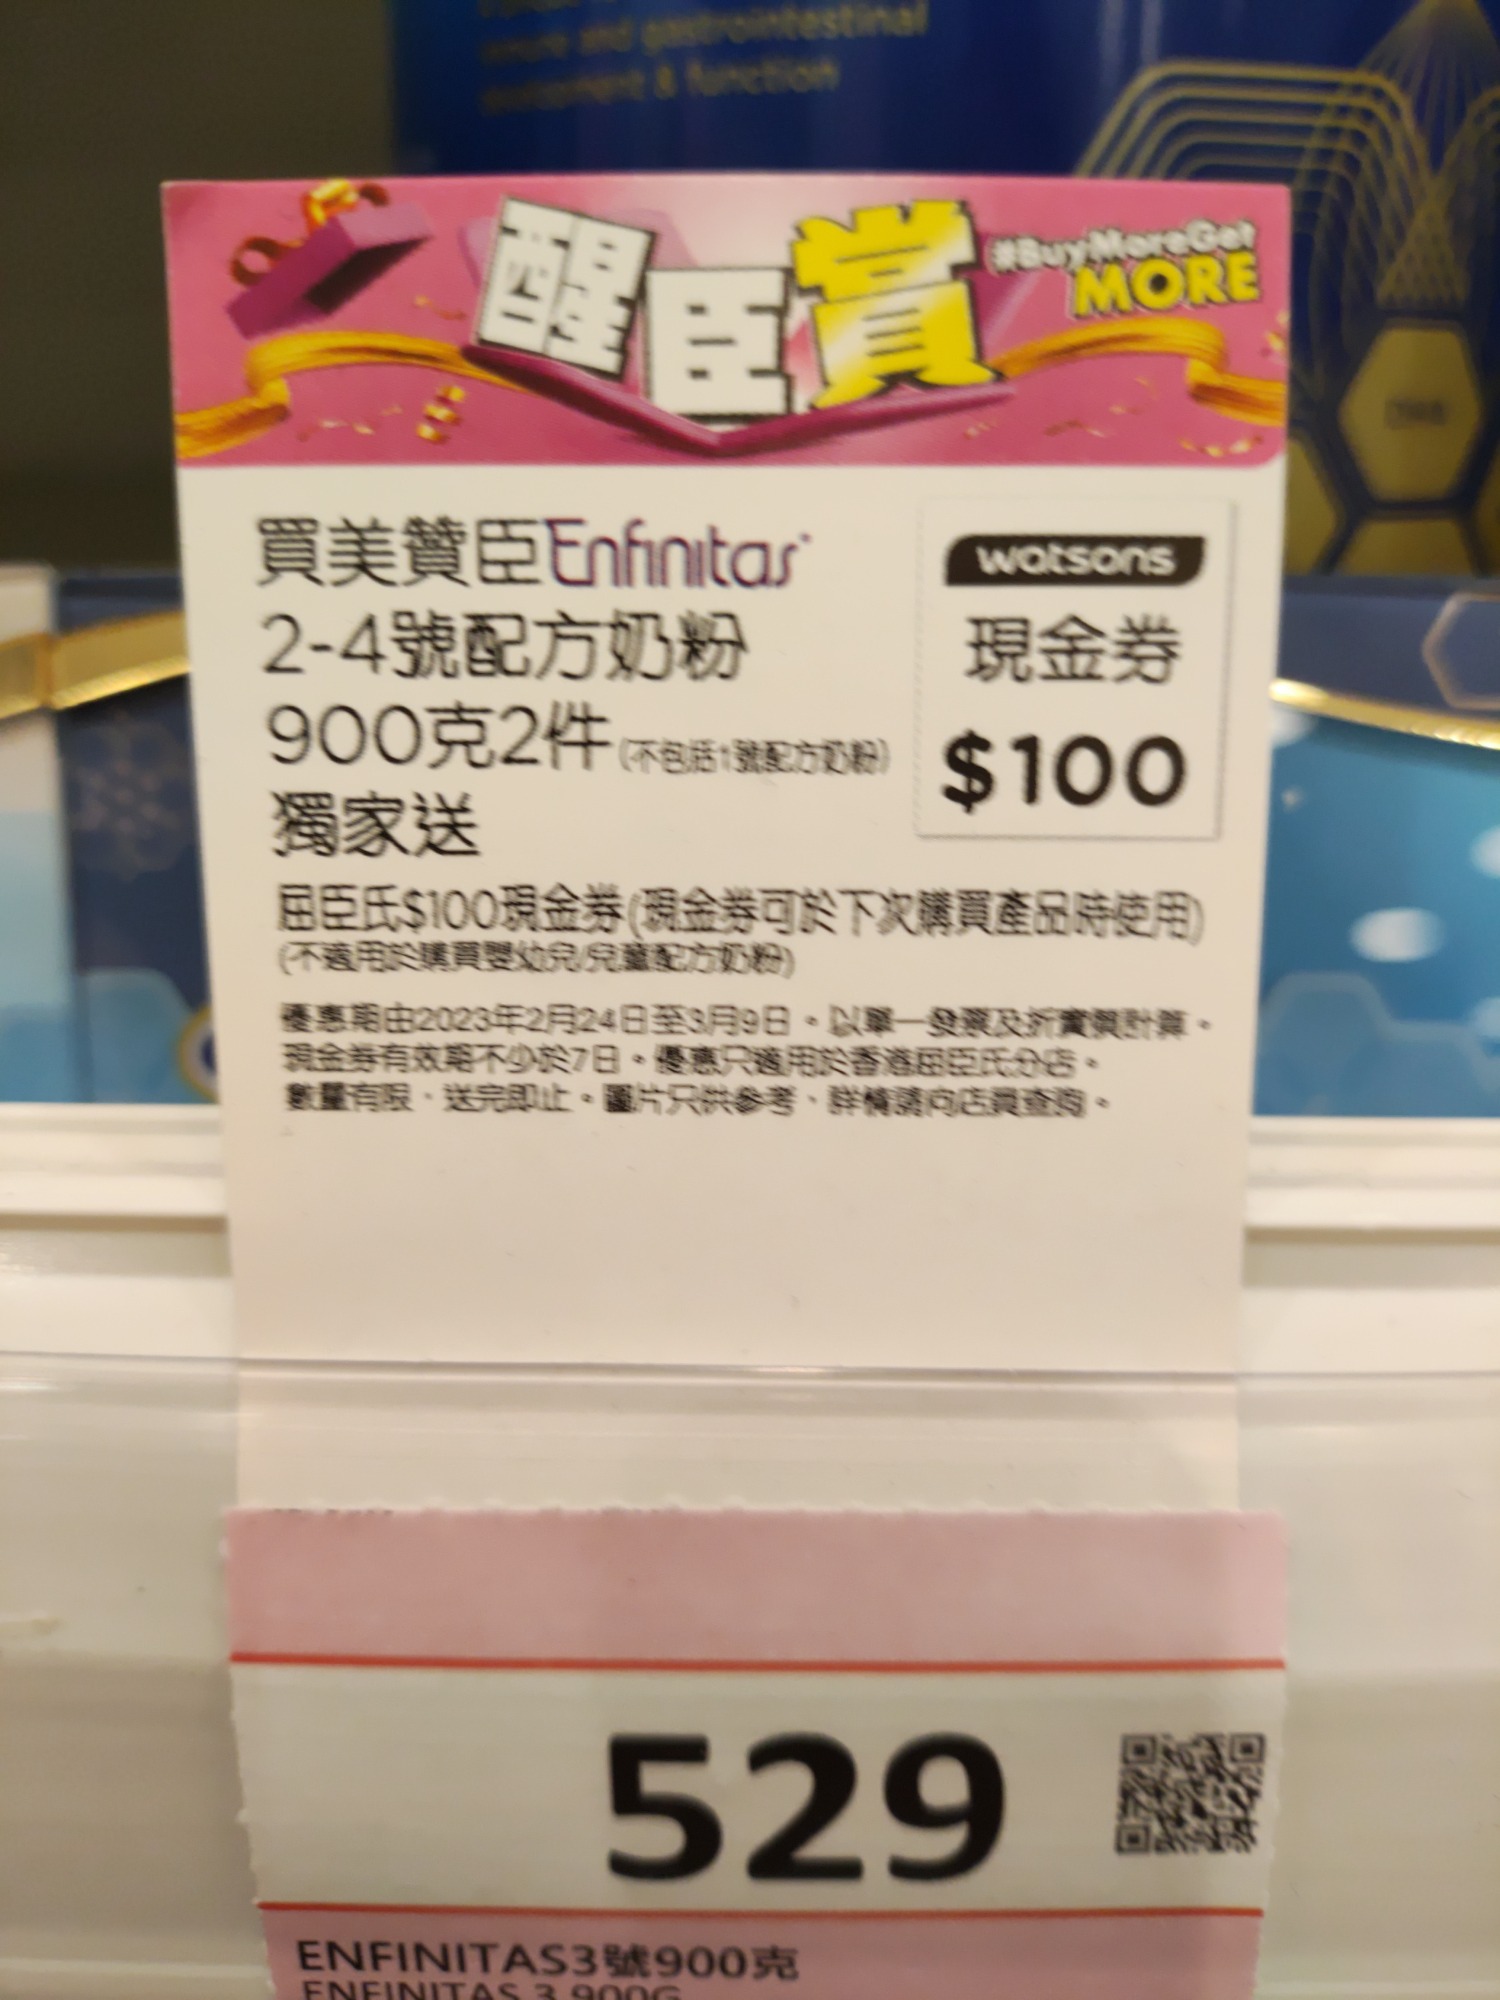 and gastrointestinal
& function
醒臣賞
#BuyMoreGet
MORE
買美贊臣Enfinitas
2-4號配方奶粉
900克2件(不包括1號配方奶粉)
獨家送
watsons
現金券
$100
屈臣氏$100現金券(現金券可於下次購買產品時使用)
(不適用於購買嬰幼兒/兒童配方奶粉)
優惠期由2023年2月24日至3月9日。以單一發票及折實價計算。
現金券有效期不少於7日。優惠只適用於香港屈臣氏分店。
數量有限,送完即止。圖片只供參考,詳情請向店員查詢。
529
ENFINITAS3號900克
ENFINITAS 3 900G